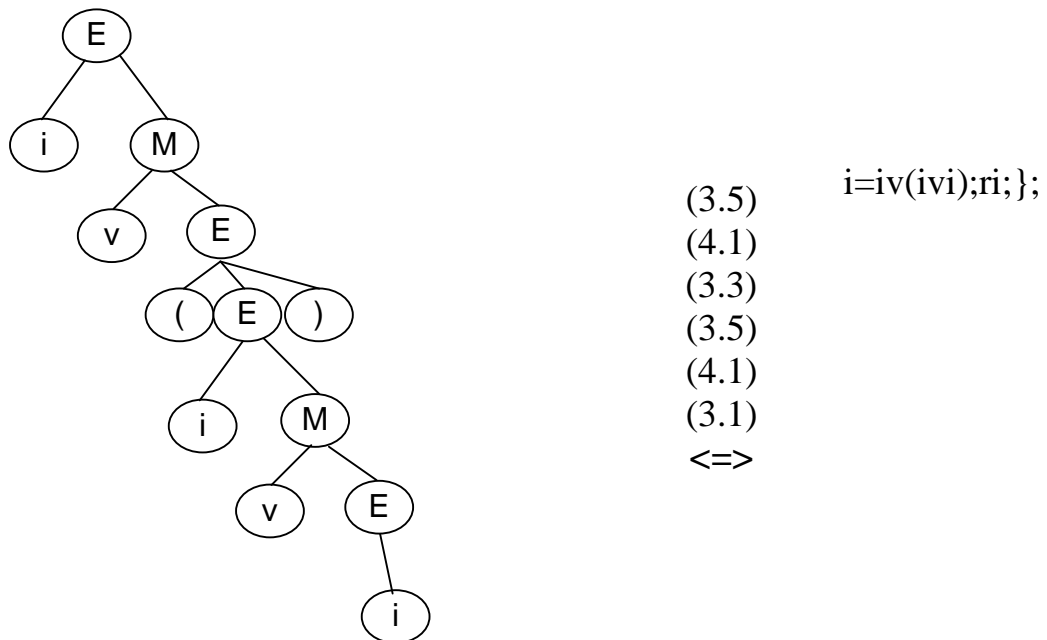 E
i M
v E
( E )
i M
v E
i
(3.5)
(4.1)
(3.3)
(3.5)
(4.1)
(3.1)
<=>
i=iv(ivi);ri;};